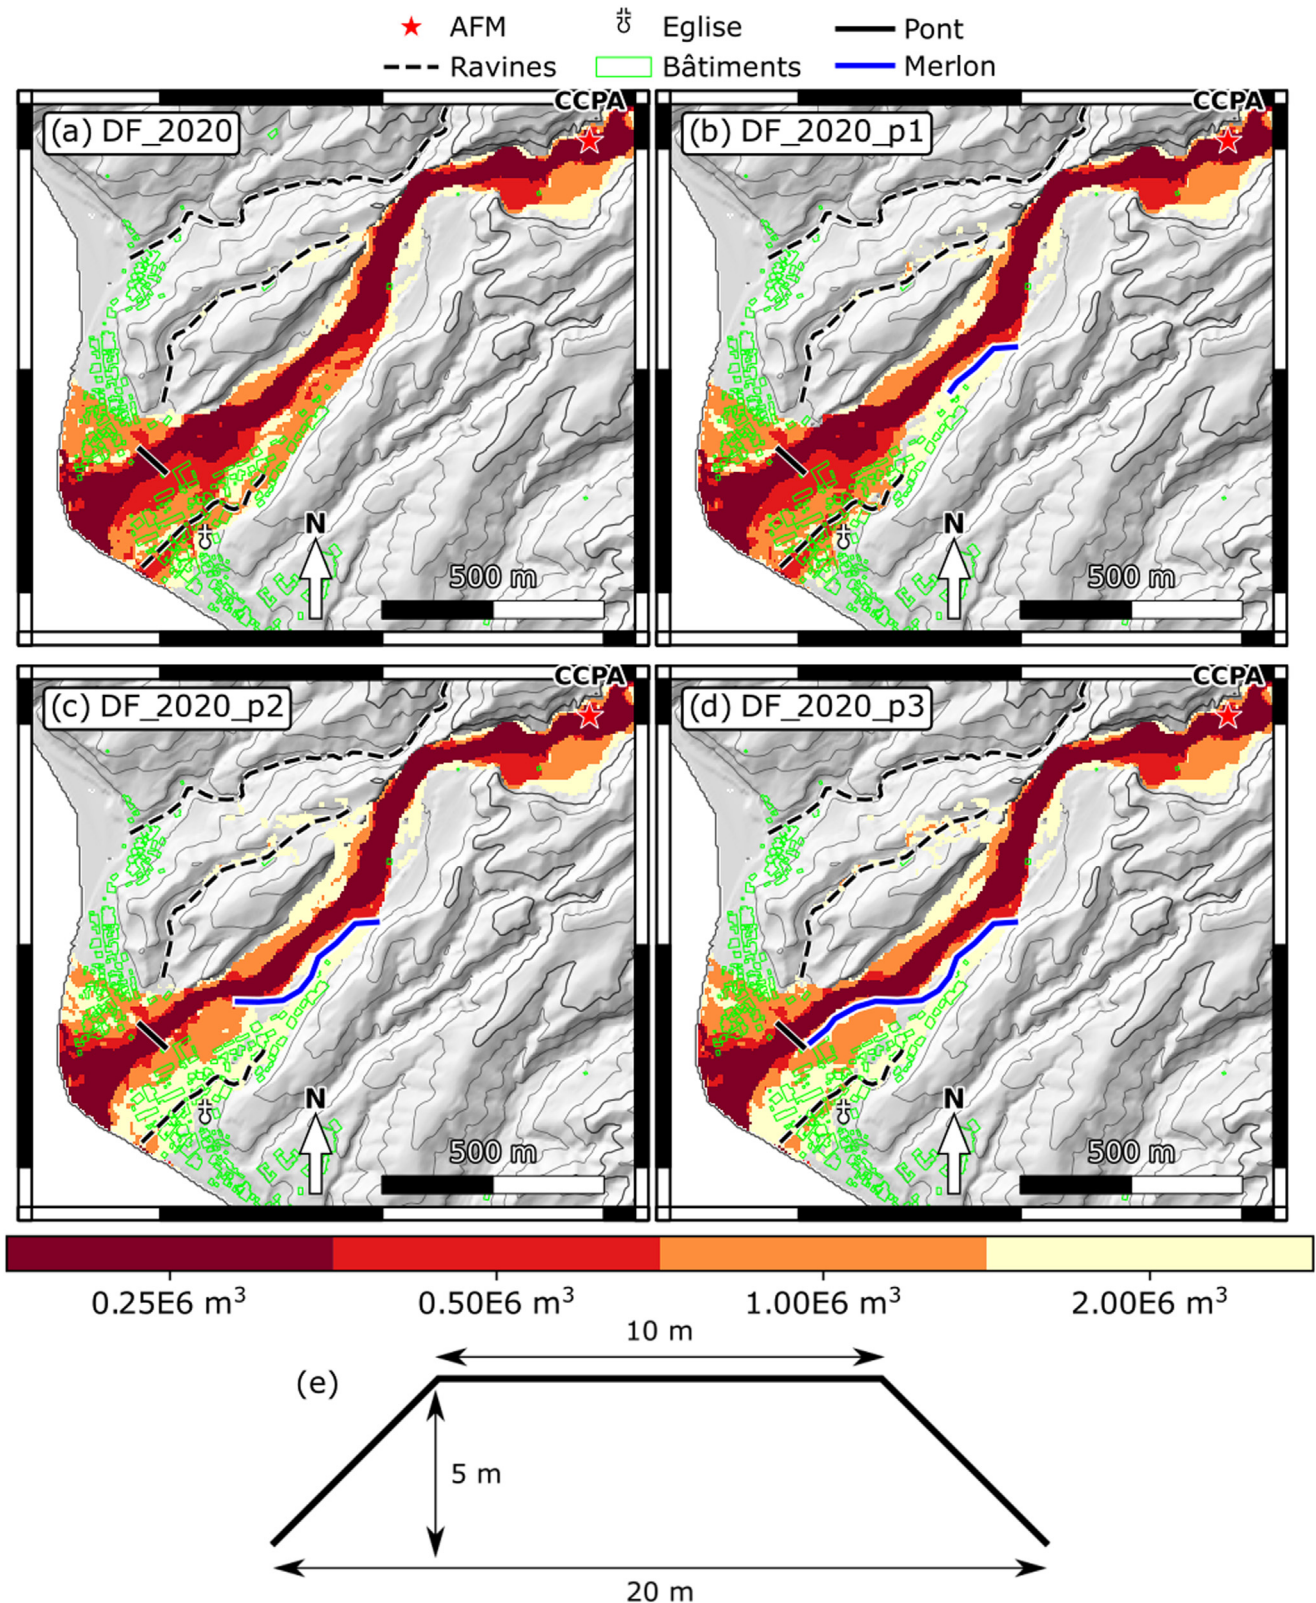 AFM Eglise Pont
Ravines Bâtiments Merlon
CCPA CCPA
(a) DF_2020 (b) DF_2020_p1
N N
500 m 500 m
CCPA CCPA
(c) DF_2020_p2 (d) DF_2020_p3
N N
500 m 500 m
0.25E6 m³ 0.50E6 m³ 1.00E6 m³ 2.00E6 m³
10 m
(e)
5 m
20 m